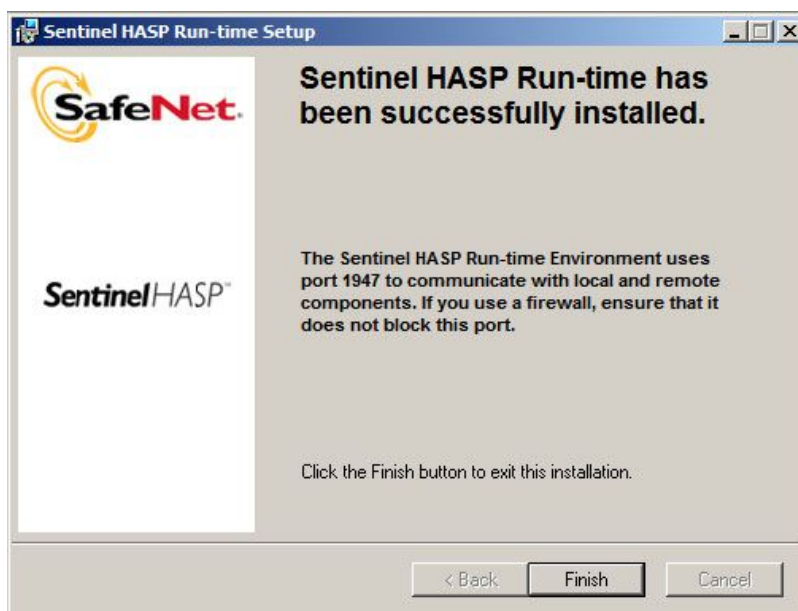 Sentinel HASP Run-time Setup
SafeNet.
Sentinel HASP Run-time has
been successfully installed.
SentinelHASP™
The Sentinel HASP Run-time Environment uses
port 1947 to communicate with local and remote
components. If you use a firewall, ensure that it
does not block this port.
Click the Finish button to exit this installation.
< Back
Finish
Cancel